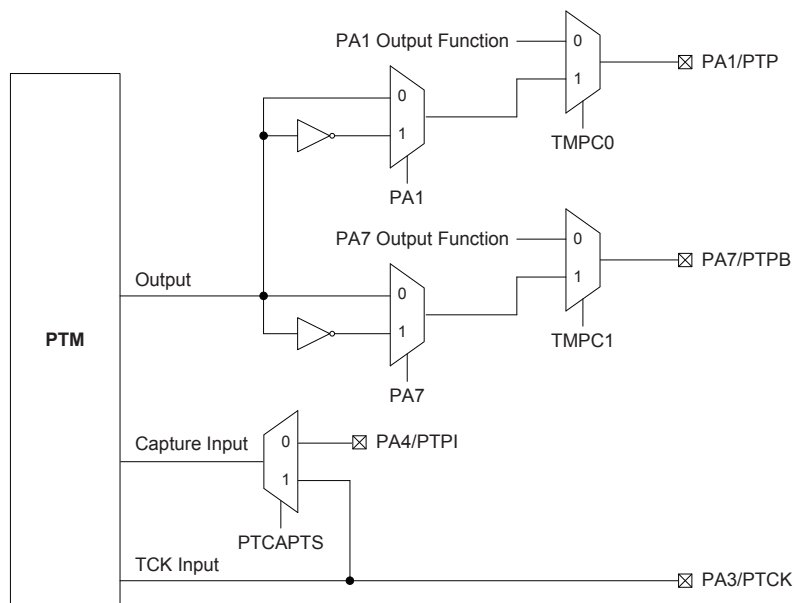 PA1 Output Function
0
1
PA1/PTP
TMPC0
0
1
PA1
PA7 Output Function
0
1
PA7/PTPB
TMPC1
Output
0
1
PA7
PTM
Capture Input
0
1
PA4/PTPI
PTCAPTS
TCK Input
PA3/PTCK